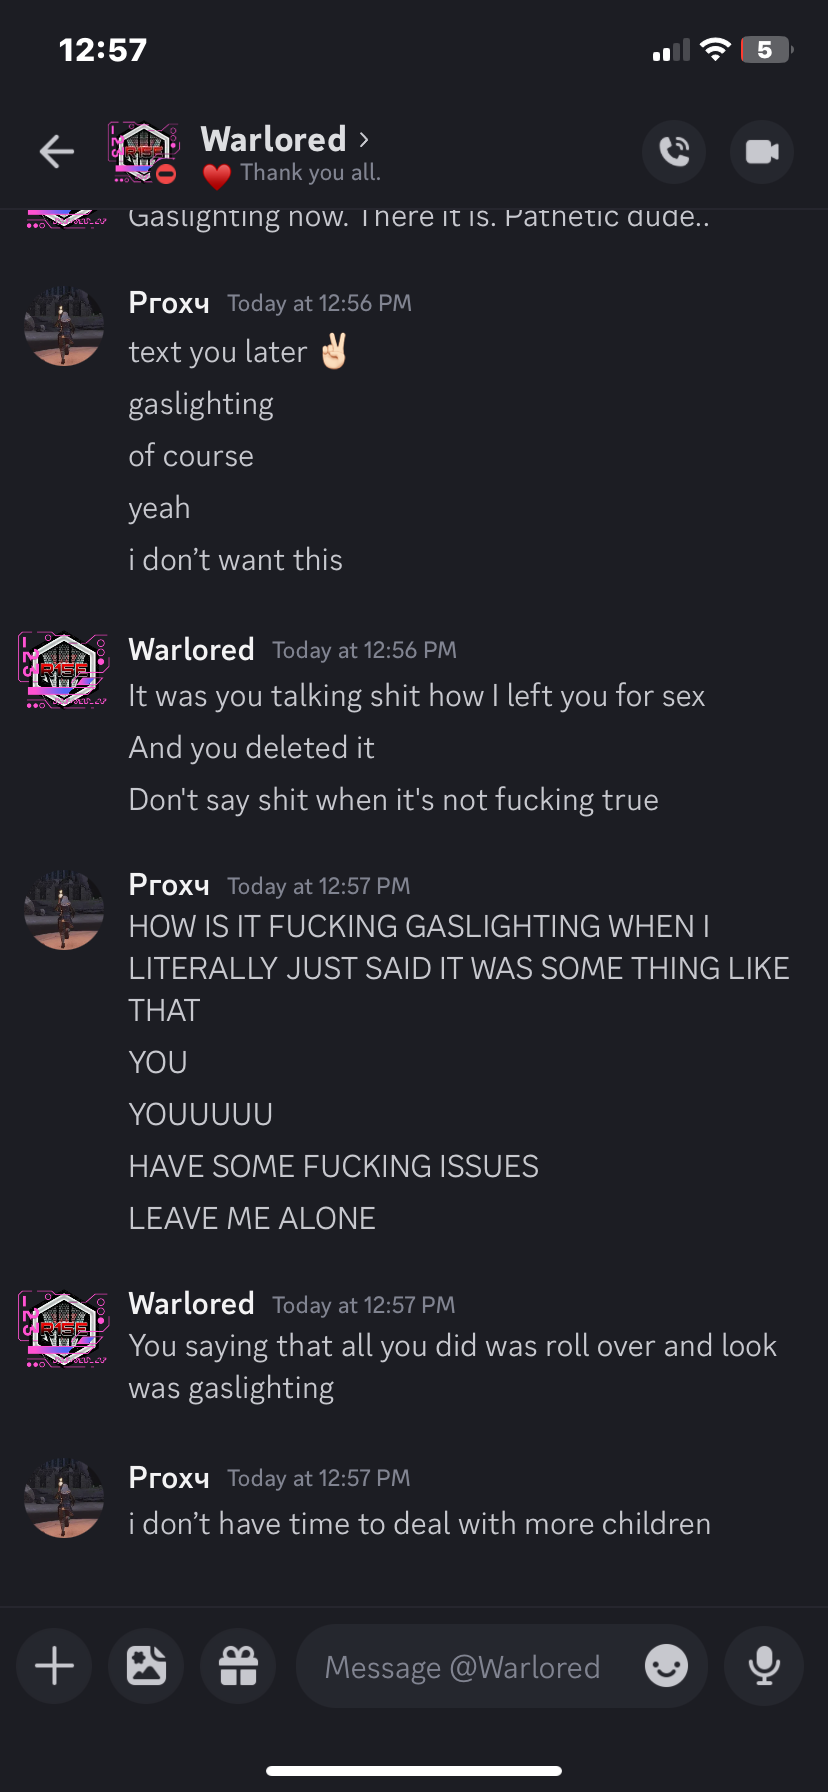 12:57
5
Warlored
Thank you all.
Gaslighting now. There it is. Pathetic dude..
Proxч Today at 12:56 PM
text you later ✌🏻
gaslighting
of course
yeah
i don’t want this
R15E
Warlored Today at 12:56 PM
It was you talking shit how I left you for sex
And you deleted it
Don't say shit when it's not fucking true
Proxч Today at 12:57 PM
HOW IS IT FUCKING GASLIGHTING WHEN I
LITERALLY JUST SAID IT WAS SOME THING LIKE
THAT
YOU
YOUUUUU
HAVE SOME FUCKING ISSUES
LEAVE ME ALONE
R15E
Warlored Today at 12:57 PM
You saying that all you did was roll over and look
was gaslighting
Proxч Today at 12:57 PM
i don’t have time to deal with more children
Message @Warlored